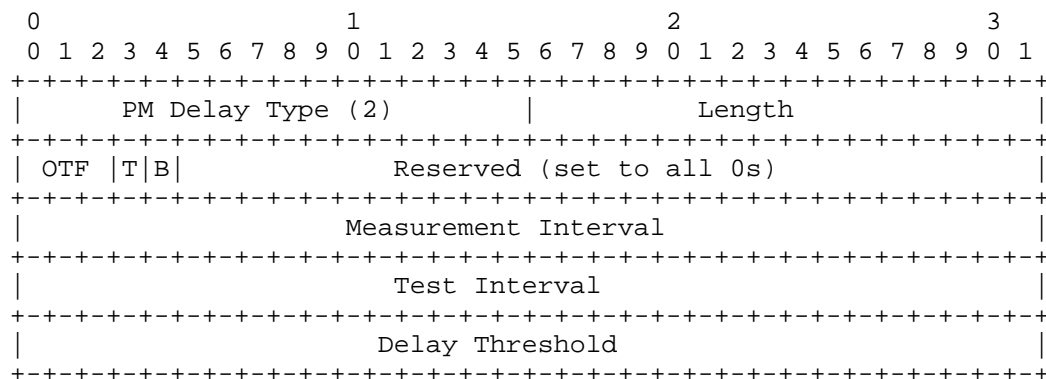 0                   1                   2                   3
 0 1 2 3 4 5 6 7 8 9 0 1 2 3 4 5 6 7 8 9 0 1 2 3 4 5 6 7 8 9 0 1
+-+-+-+-+-+-+-+-+-+-+-+-+-+-+-+-+-+-+-+-+-+-+-+-+-+-+-+-+-+-+-+-+
|      PM Delay Type (2)        |          Length               |
+-+-+-+-+-+-+-+-+-+-+-+-+-+-+-+-+-+-+-+-+-+-+-+-+-+-+-+-+-+-+-+-+
| OTF |T|B|             Reserved (set to all 0s)                |
+-+-+-+-+-+-+-+-+-+-+-+-+-+-+-+-+-+-+-+-+-+-+-+-+-+-+-+-+-+-+-+-+
|                    Measurement Interval                       |
+-+-+-+-+-+-+-+-+-+-+-+-+-+-+-+-+-+-+-+-+-+-+-+-+-+-+-+-+-+-+-+-+
|                       Test Interval                           |
+-+-+-+-+-+-+-+-+-+-+-+-+-+-+-+-+-+-+-+-+-+-+-+-+-+-+-+-+-+-+-+-+
|                      Delay Threshold                          |
+-+-+-+-+-+-+-+-+-+-+-+-+-+-+-+-+-+-+-+-+-+-+-+-+-+-+-+-+-+-+-+-+